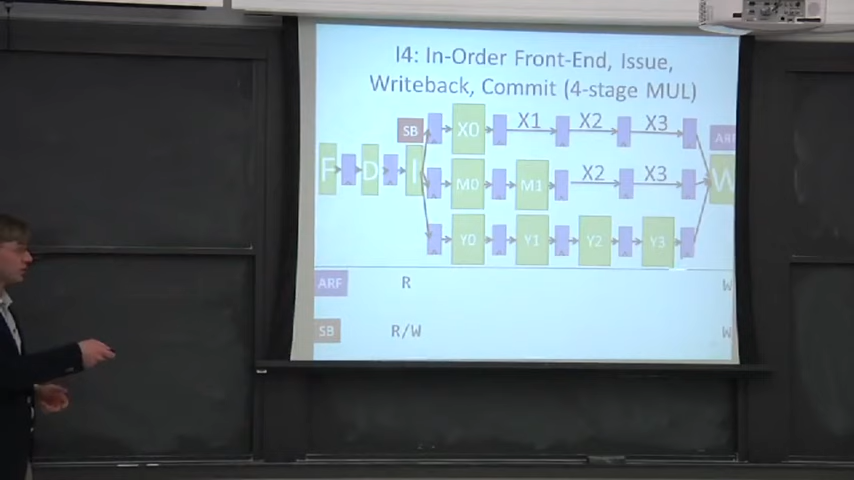 I4: In-Order Front-End, Issue,
Writeback, Commit (4-stage MUL)
SB X0 X1 X2 X3 ARF
F D I M0 M1 X2 X3 W
Y0 Y1 Y2 Y3
ARF R W
SB R/W W